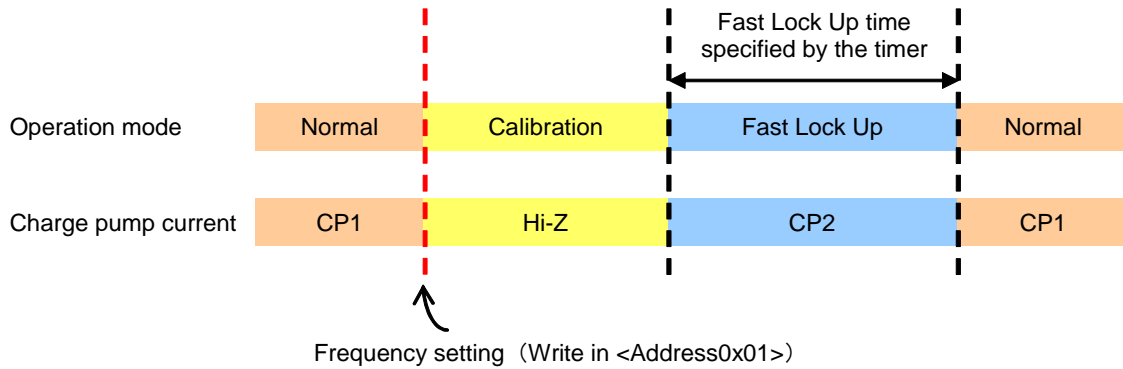 Fast Lock Up time
specified by the timer
Operation mode
Normal
Calibration
Fast Lock Up
Normal
Charge pump current
CP1
Hi-Z
CP2
CP1
Frequency setting（Write in <Address0x01>）